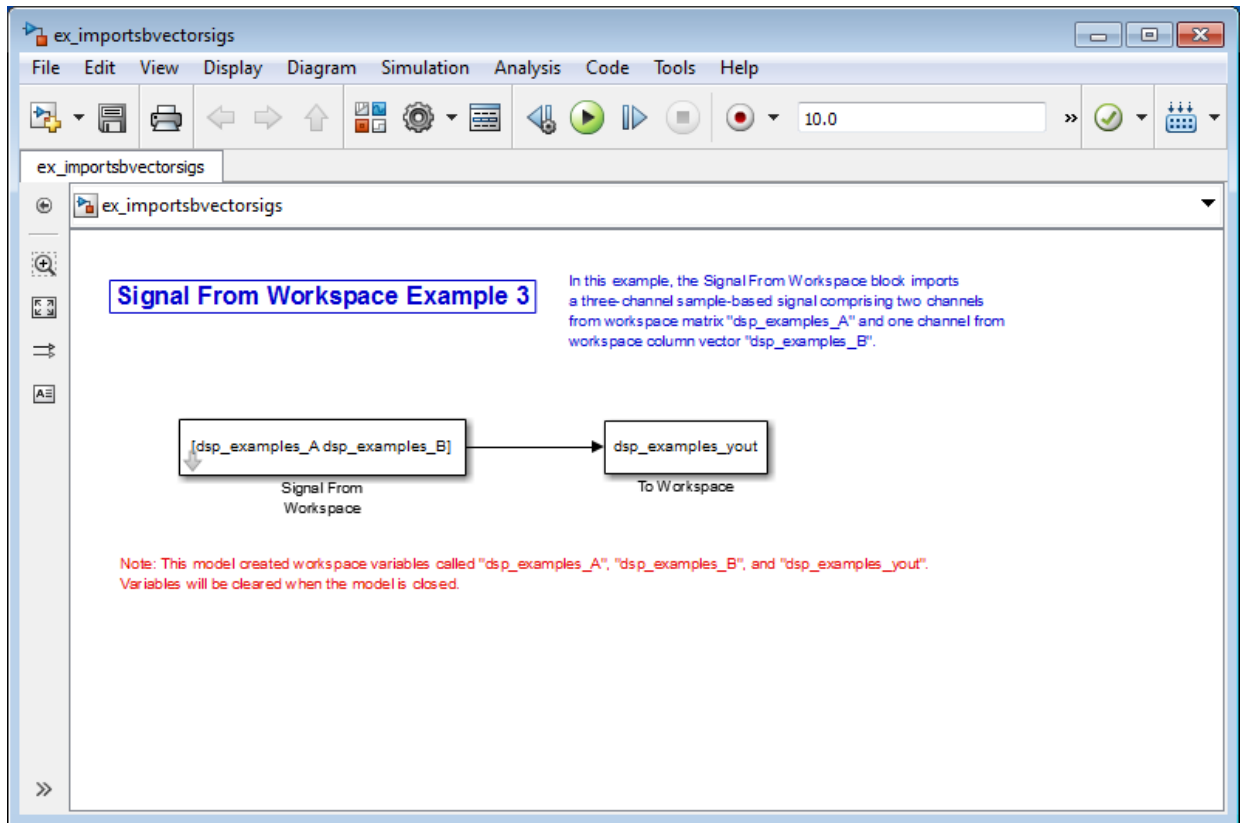 ex_importsbvectorsigs
File Edit View Display Diagram Simulation Analysis Code Tools Help
10.0
»
ex_importsbvectorsigs
ex_importsbvectorsigs
Signal From Workspace Example 3
In this example, the Signal From Workspace block imports
a three-channel sample-based signal comprising two channels
from workspace matrix "dsp_examples_A" and one channel from
workspace column vector "dsp_examples_B".
[dsp_examples_A dsp_examples_B]
dsp_examples_yout
Signal From
Workspace
To Workspace
Note: This model created workspace variables called "dsp_examples_A", "dsp_examples_B", and "dsp_examples_yout".
Variables will be cleared when the model is closed.